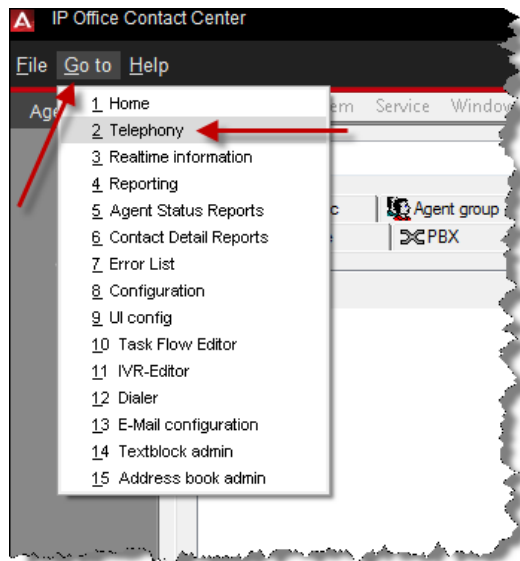 IP Office Contact Center
File Go to Help
Age
em Service Window
1 Home
2 Telephony
3 Realtime information
4 Reporting
5 Agent Status Reports
c Agent group
6 Contact Detail Reports
PBX
7 Error List
8 Configuration
9 UI config
10 Task Flow Editor
11 IVR-Editor
12 Dialer
13 E-Mail configuration
14 Textblock admin
15 Address book admin